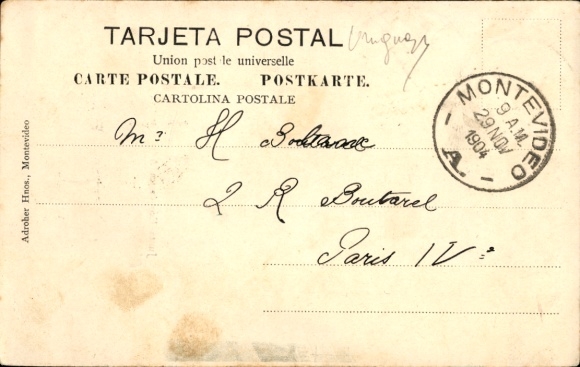 TARJETA POSTAL Uruguay
Union postale universelle
CARTE POSTALE. POSTKARTE.
CARTOLINA POSTALE
MONTEVIDEO
9 A.M.
29 NOV
1904
A.
Adroher Hnos., Montevideo
Mr H
2 R Boutarel
Paris IVe